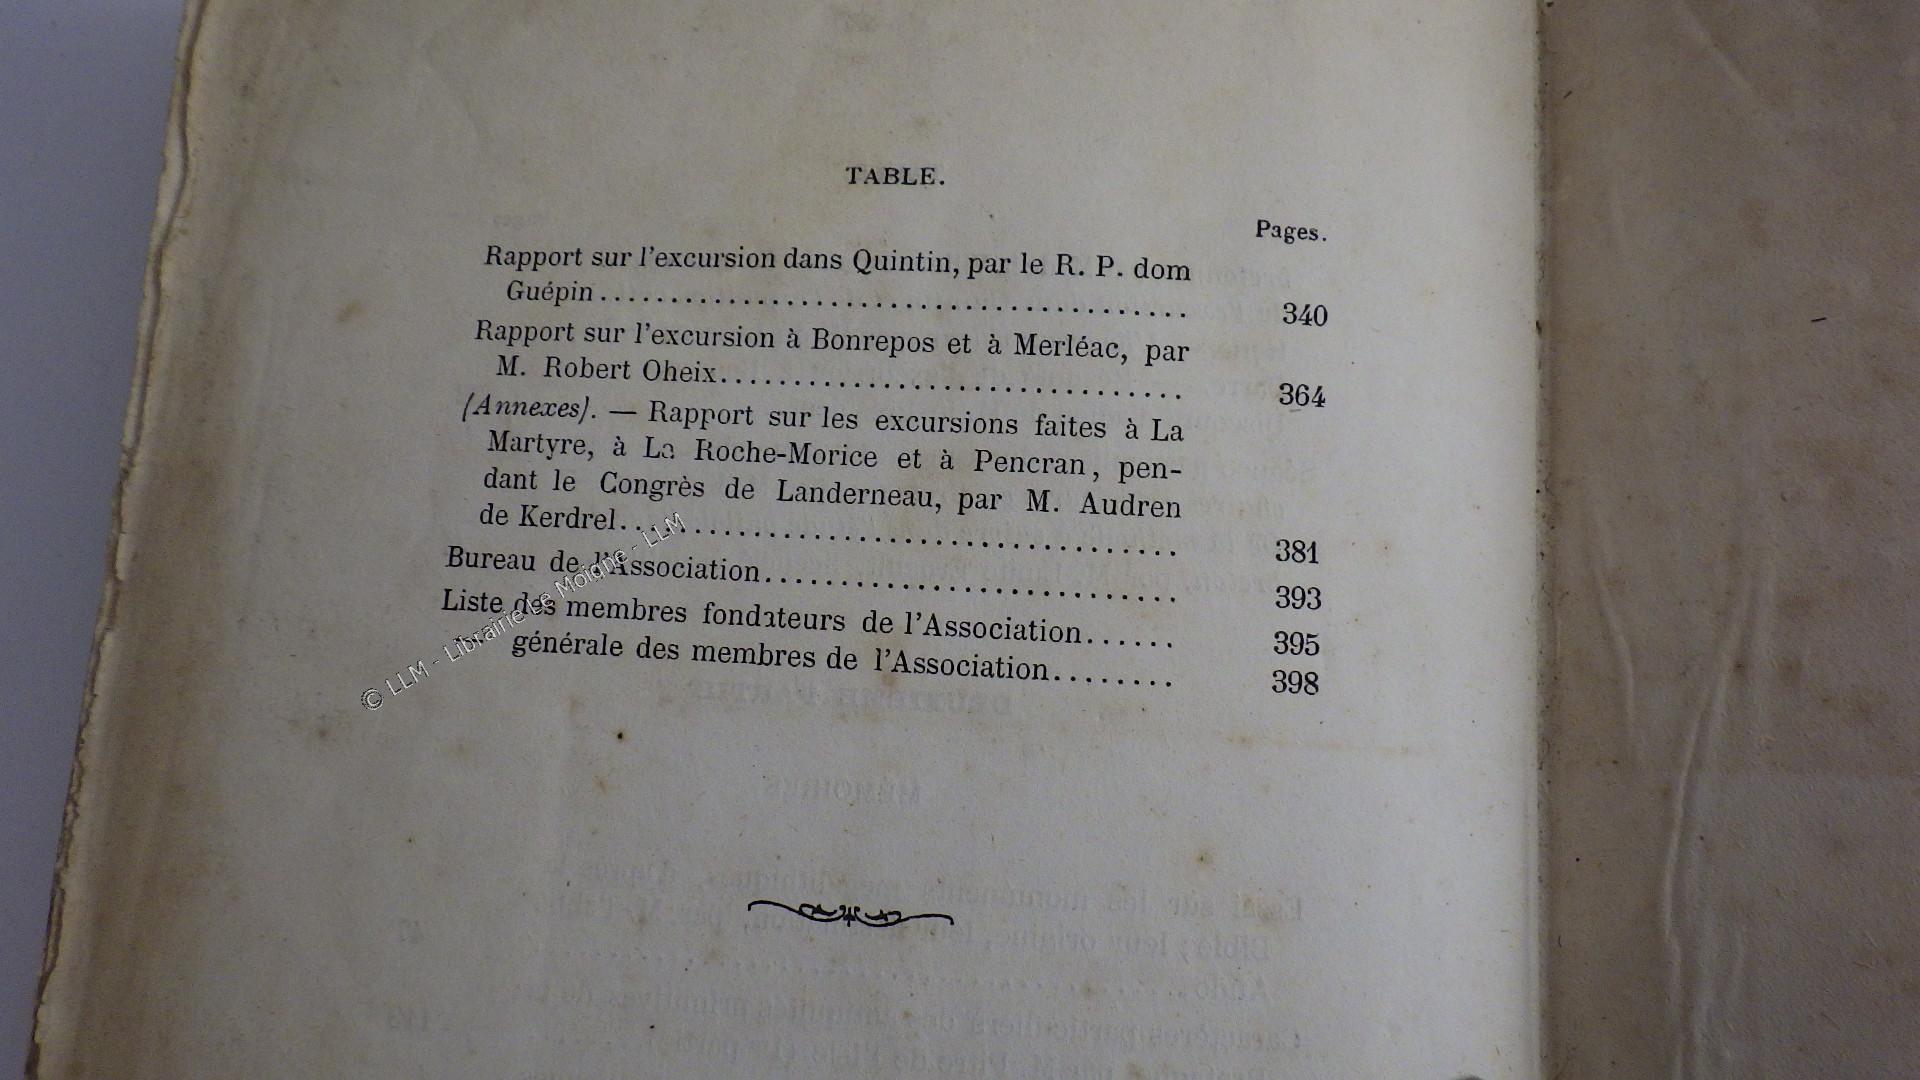 TABLE.
Pages.
Rapport sur l'excursion dans Quintin, par le R. P. dom
Guépin........................................ 340
Rapport sur l'excursion à Bonrepos et à Merléac, par
M. Robert Oheix................................ 364
(Annexes). — Rapport sur les excursions faites à La
Martyre, à La Roche-Morice et à Pencran, pen-
dant le Congrès de Landerneau, par M. Audren
de Kerdrel...................................... 381
Bureau de l'Association............................ 393
Liste des membres fondateurs de l'Association...... 395
générale des membres de l'Association........ 398
© LLM - Librairie Le Moigne - LLM